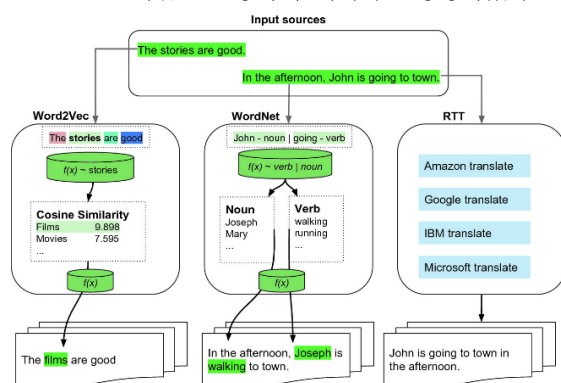 Input sources
The stories are good.
In the afternoon, John is going to town.
Word2Vec
The stories are good
f(x) ~ stories
Cosine Similarity
Films 9.898
Movies 7.595
...
f(x)
The films are good
WordNet
John - noun | going - verb
f(x) ~ verb | noun
Noun
Joseph
Mary
...
Verb
walking
running
...
f(x)
In the afternoon, Joseph is
walking to town.
RTT
Amazon translate
Google translate
IBM translate
Microsoft translate
John is going to town in
the afternoon.